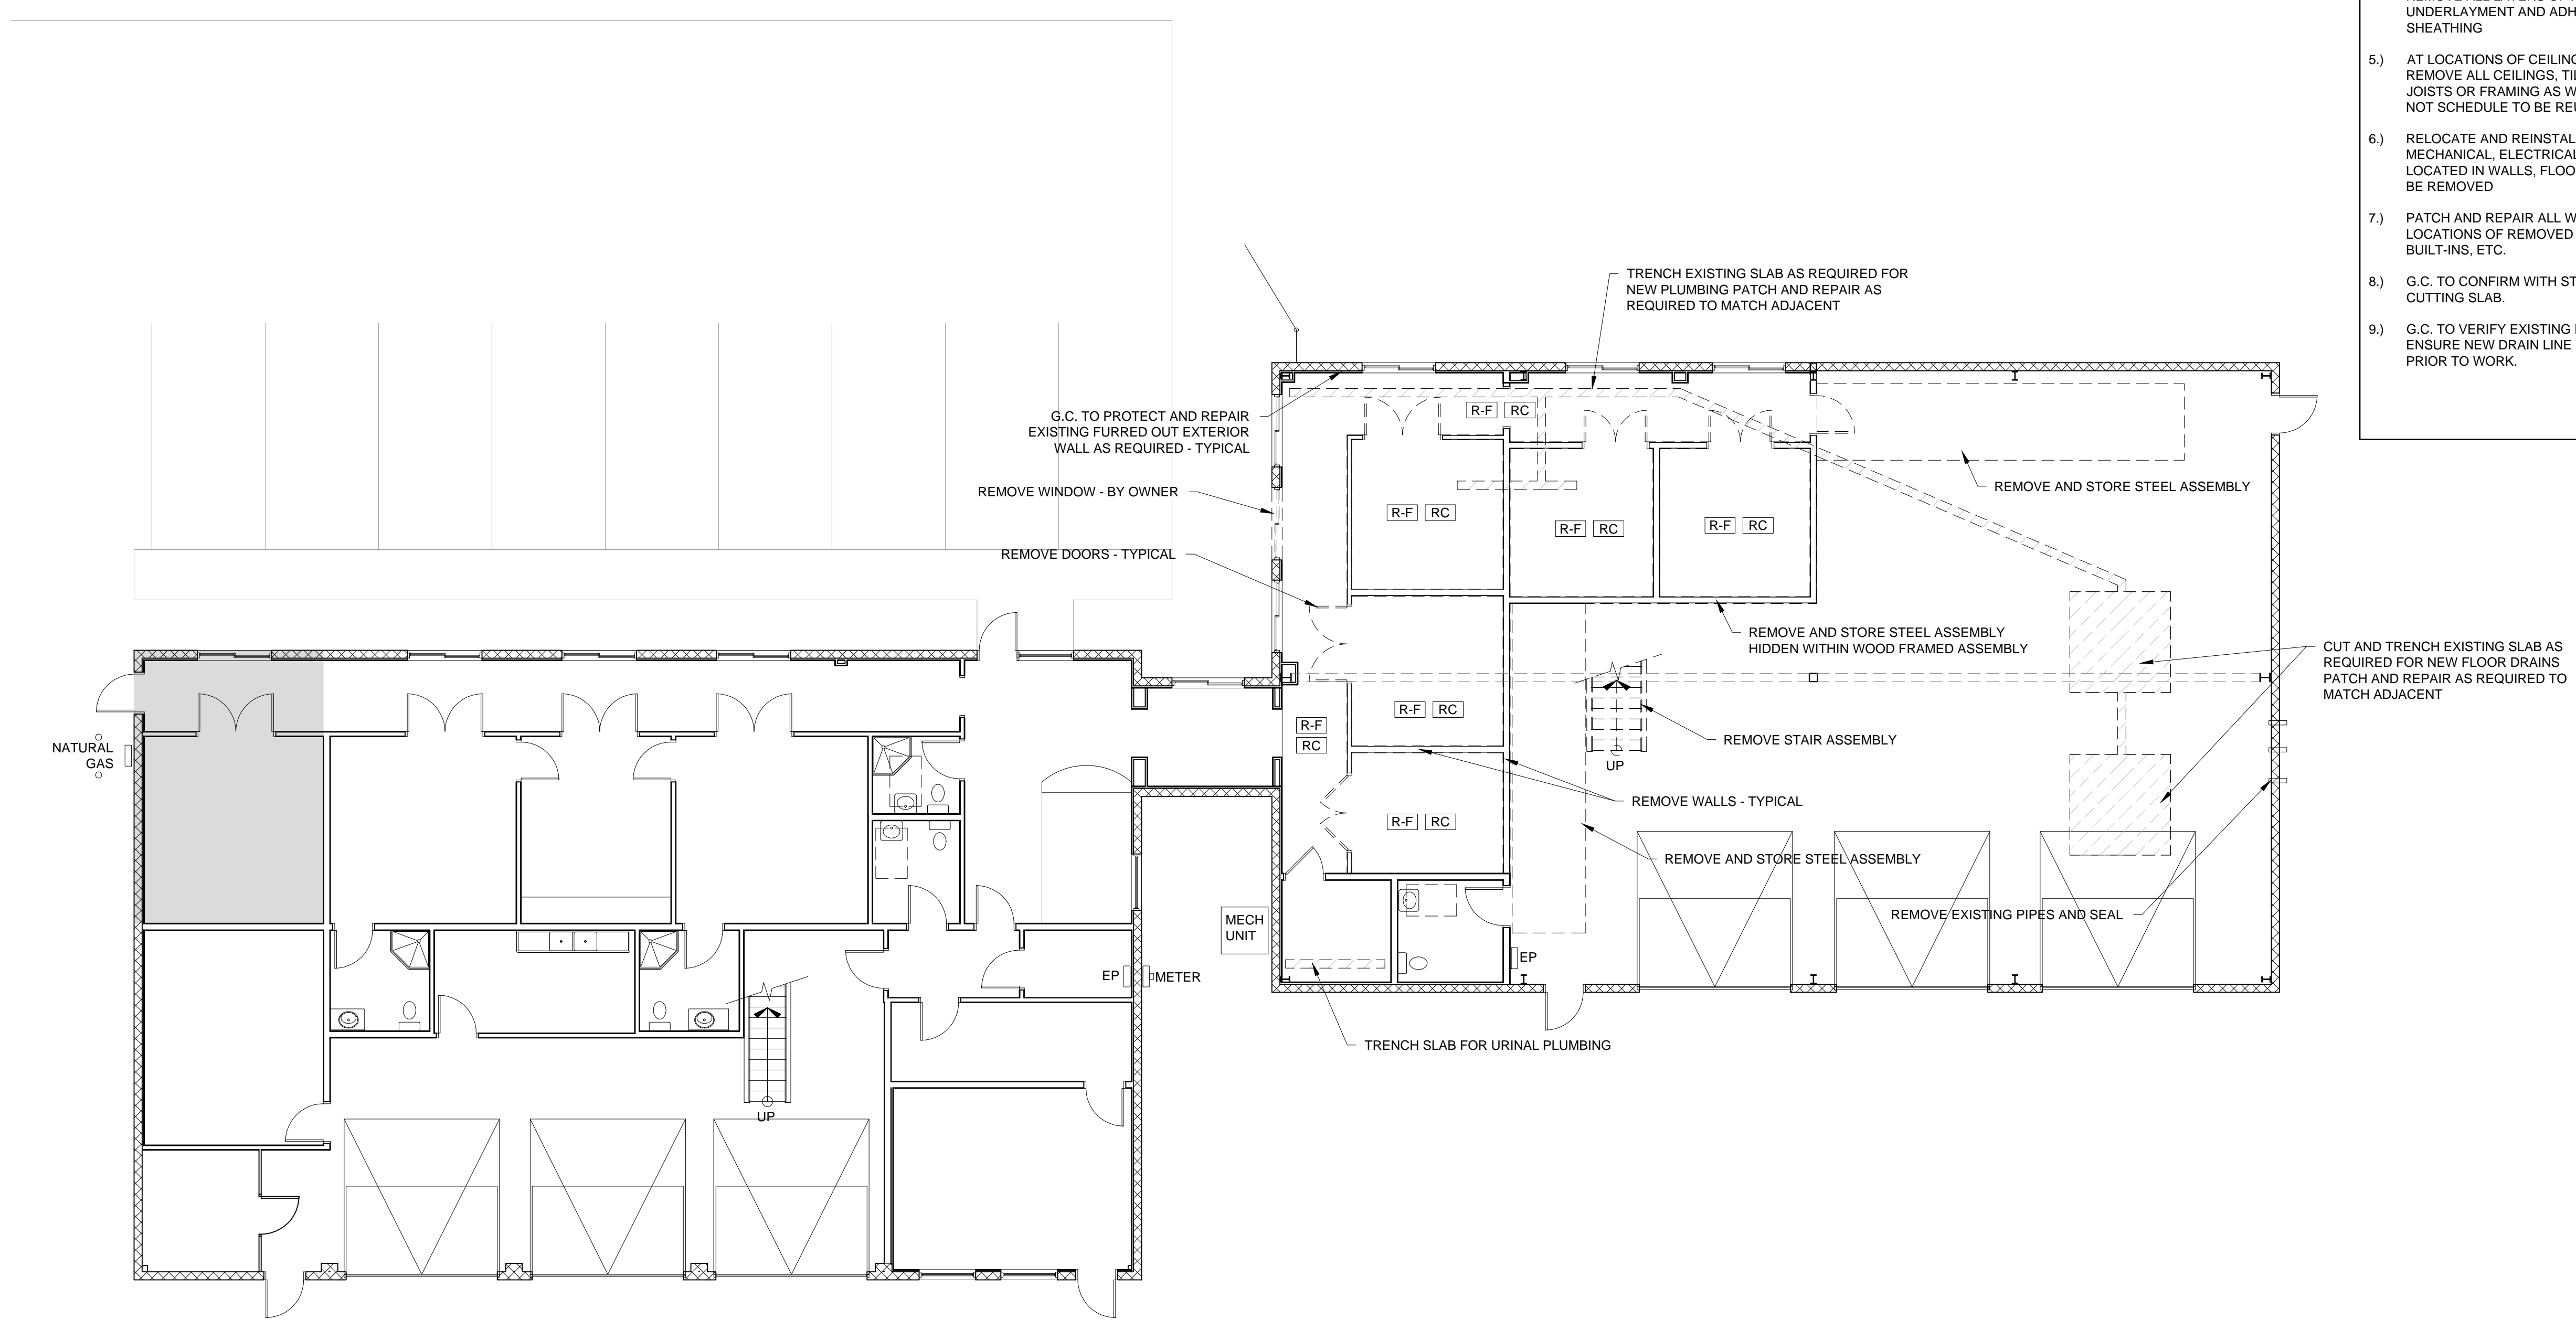 UNDERLAYMENT AND ADH
SHEATHING
5.) AT LOCATIONS OF CEILING
REMOVE ALL CEILINGS, TI
JOISTS OR FRAMING AS W
NOT SCHEDULE TO BE REU
6.) RELOCATE AND REINSTAL
MECHANICAL, ELECTRICAL
LOCATED IN WALLS, FLOO
BE REMOVED
7.) PATCH AND REPAIR ALL W
LOCATIONS OF REMOVED
BUILT-INS, ETC.
8.) G.C. TO CONFIRM WITH ST
CUTTING SLAB.
9.) G.C. TO VERIFY EXISTING
ENSURE NEW DRAIN LINE
PRIOR TO WORK.
TRENCH EXISTING SLAB AS REQUIRED FOR
NEW PLUMBING PATCH AND REPAIR AS
REQUIRED TO MATCH ADJACENT
G.C. TO PROTECT AND REPAIR
EXISTING FURRED OUT EXTERIOR
WALL AS REQUIRED - TYPICAL
R-F RC
REMOVE WINDOW - BY OWNER
REMOVE AND STORE STEEL ASSEMBLY
R-F RC
R-F RC
R-F RC
REMOVE DOORS - TYPICAL
REMOVE AND STORE STEEL ASSEMBLY
HIDDEN WITHIN WOOD FRAMED ASSEMBLY
CUT AND TRENCH EXISTING SLAB AS
REQUIRED FOR NEW FLOOR DRAINS
PATCH AND REPAIR AS REQUIRED TO
MATCH ADJACENT
R-F RC
R-F
RC
REMOVE STAIR ASSEMBLY
UP
NATURAL
GAS
REMOVE WALLS - TYPICAL
R-F RC
REMOVE AND STORE STEEL ASSEMBLY
REMOVE EXISTING PIPES AND SEAL
MECH
UNIT
EP
EP
METER
TRENCH SLAB FOR URINAL PLUMBING
UP